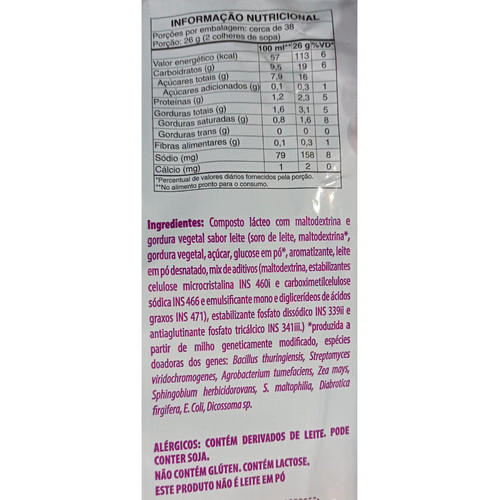 INFORMAÇÃO NUTRICIONAL
Porções por embalagem: cerca de 38
Porção: 26 g (2 colheres de sopa)
100 ml** 26 g %VD*
Valor energético (kcal) 57 113 6
Carboidratos (g) 9,5 19 6
Açúcares totais (g) 7,9 16
Açúcares adicionados (g) 0,1 0,3 1
Proteínas (g) 1,2 2,3 5
Gorduras totais (g) 1,6 3,1 5
Gorduras saturadas (g) 0,8 1,6 8
Gorduras trans (g) 0 0 0
Fibras alimentares (g) 0,1 0,3 1
Sódio (mg) 79 158 8
Cálcio (mg) 1 2 0
*Percentual de valores diários fornecidos pela porção.
**No alimento pronto para o consumo.
Ingredientes: Composto lácteo com maltodextrina e
gordura vegetal sabor leite (soro de leite, maltodextrina*,
gordura vegetal, açúcar, glucose em pó*, aromatizante, leite
em pó desnatado, mix de aditivos (maltodextrina, estabilizantes
celulose microcristalina INS 460i e carboximetilcelulose
sódica INS 466 e emulsificante mono e diglicerídeos de ácidos
graxos INS 471), estabilizante fosfato dissódico INS 339ii e
antiaglutinante fosfato tricálcico INS 341iii.) *produzida a
partir de milho geneticamente modificado, espécies
doadoras dos genes: Bacillus thuringiensis, Streptomyces
viridochromogenes, Agrobacterium tumefaciens, Zea mays,
Sphingobium herbicidorovans, S. maltophilia, Diabrotica
firgifera, E. Coli, Dicossoma sp.
ALÉRGICOS: CONTÉM DERIVADOS DE LEITE. PODE
CONTER SOJA.
NÃO CONTÉM GLÚTEN. CONTÉM LACTOSE.
ESTE PRODUTO NÃO É LEITE EM PÓ